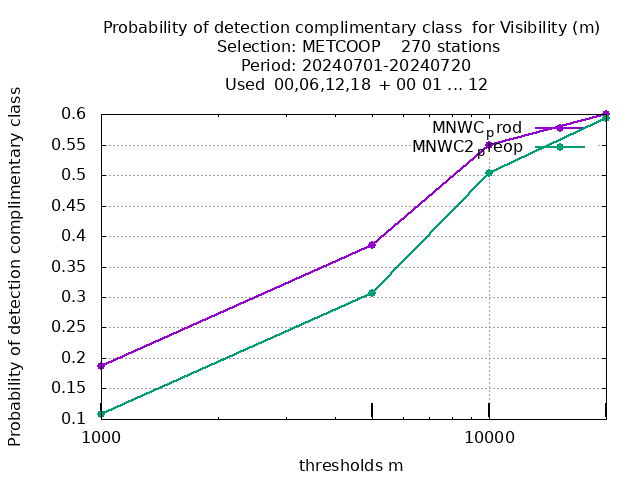 Probability of detection complimentary class  for Visibility (m)
Selection: METCOOP    270 stations
Period: 20240701-20240720
Used  00,06,12,18 + 00 01 ... 12
Probability of detection complimentary class
0.6
0.55
0.5
0.45
0.4
0.35
0.3
0.25
0.2
0.15
0.1
MNWCprod
MNWC2preop
1000
10000
thresholds m